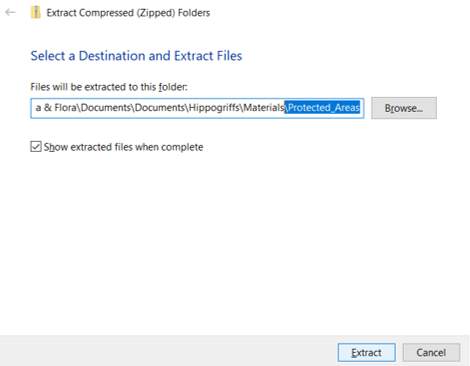 Extract Compressed (Zipped) Folders
Select a Destination and Extract Files
Files will be extracted to this folder:
a & Flora\Documents\Documents\Hippogriffs\Materials\Protected_Areas
Browse...
Show extracted files when complete
Extract Cancel